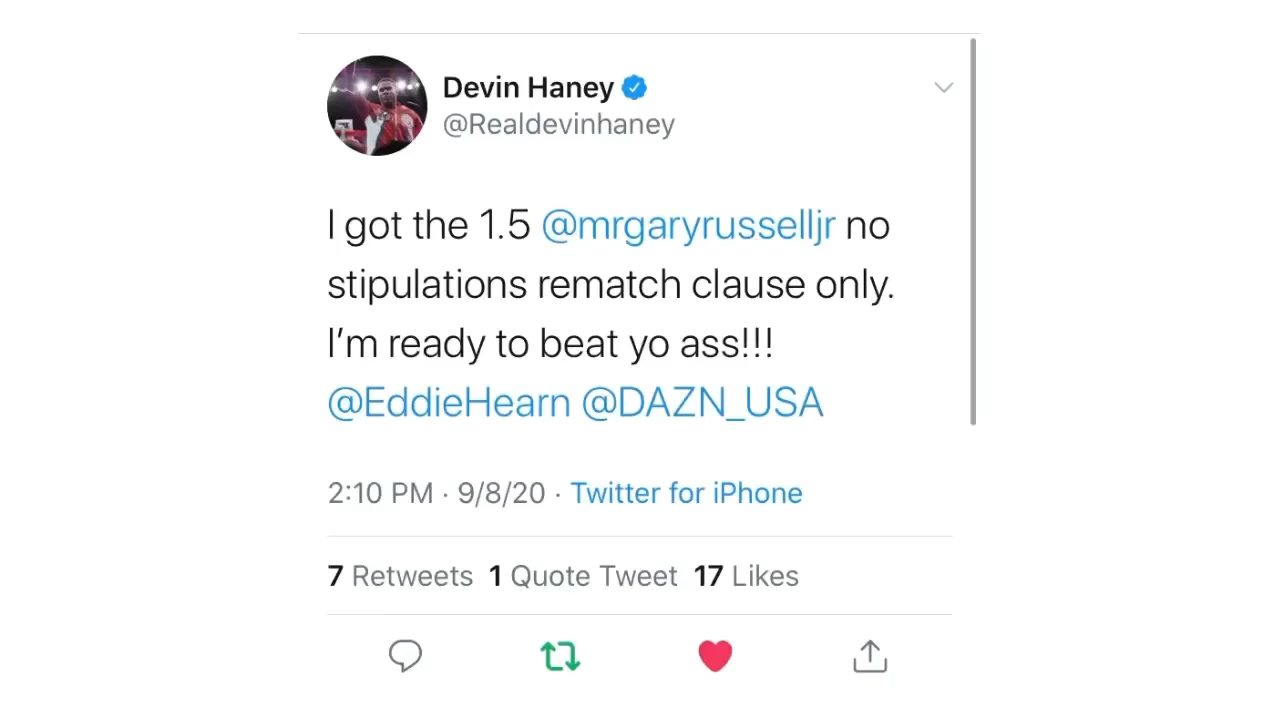 Devin Haney
@Realdevinhaney
I got the 1.5 @mrgaryrusselljr no
stipulations rematch clause only.
I'm ready to beat yo ass!!!
@EddieHearn @DAZN_USA
2:10 PM · 9/8/20 · Twitter for iPhone
7 Retweets 1 Quote Tweet 17 Likes